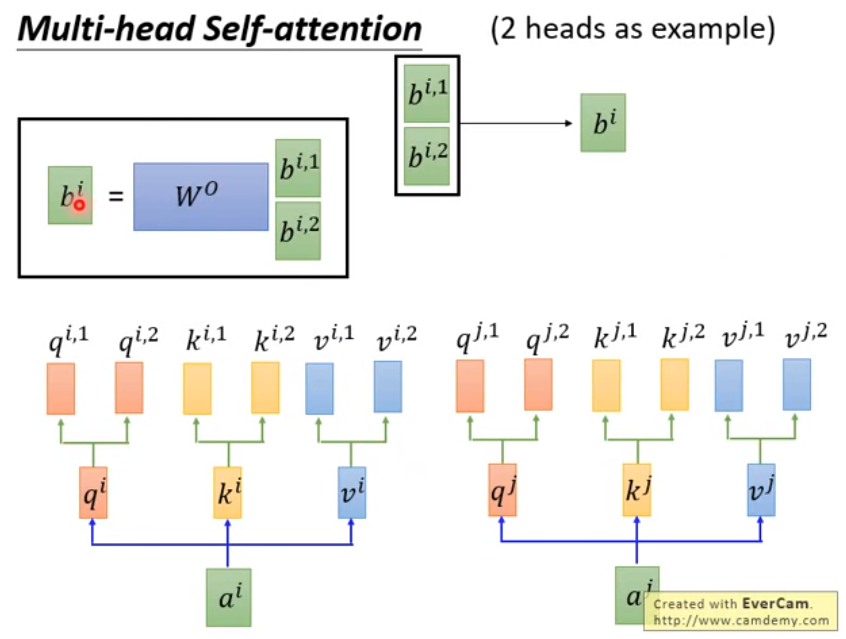 Multi-head Self-attention (2 heads as example)
b^{i,1}
b^{i,2}
b^i
b^i = W^O b^{i,1}
b^{i,2}
q^{i,1} q^{i,2} k^{i,1} k^{i,2} v^{i,1} v^{i,2} q^{j,1} q^{j,2} k^{j,1} k^{j,2} v^{j,1} v^{j,2}
q^i k^i v^i q^j k^j v^j
a^i a^j
Created with EverCam.
http://www.camdemy.com